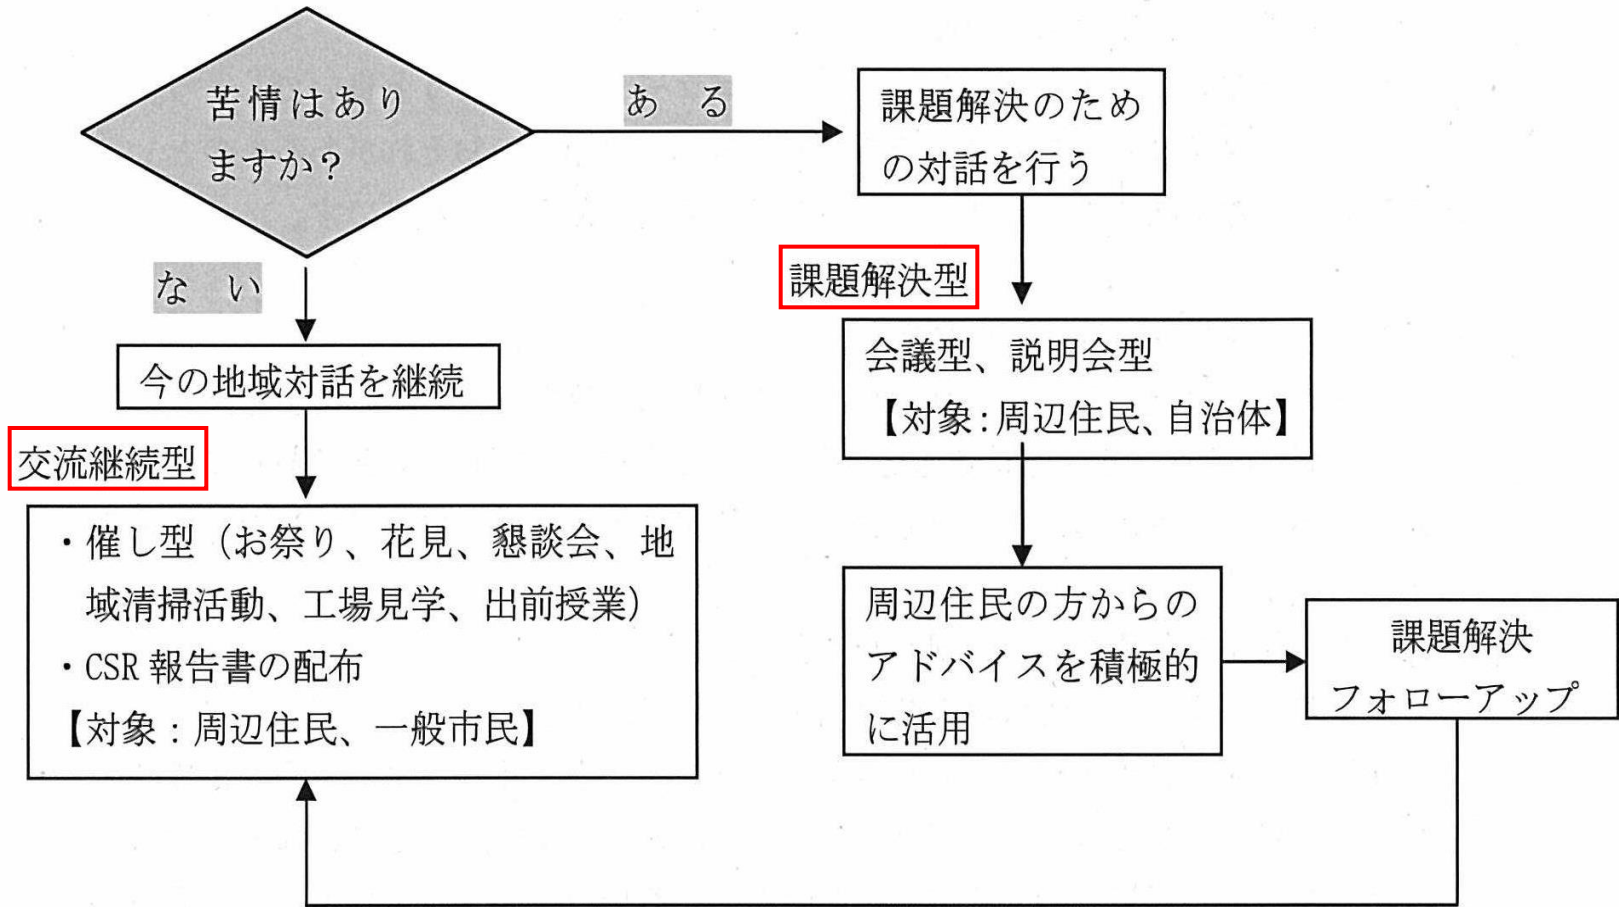 苦情はあり
ますか？
ある
課題解決のため
の対話を行う
ない
今の地域対話を継続
交流継続型
・催し型（お祭り、花見、懇談会、地
域清掃活動、工場見学、出前授業）
・CSR報告書の配布
【対象：周辺住民、一般市民】
課題解決型
会議型、説明会型
【対象：周辺住民、自治体】
周辺住民の方からの
アドバイスを積極的
に活用
課題解決
フォローアップ